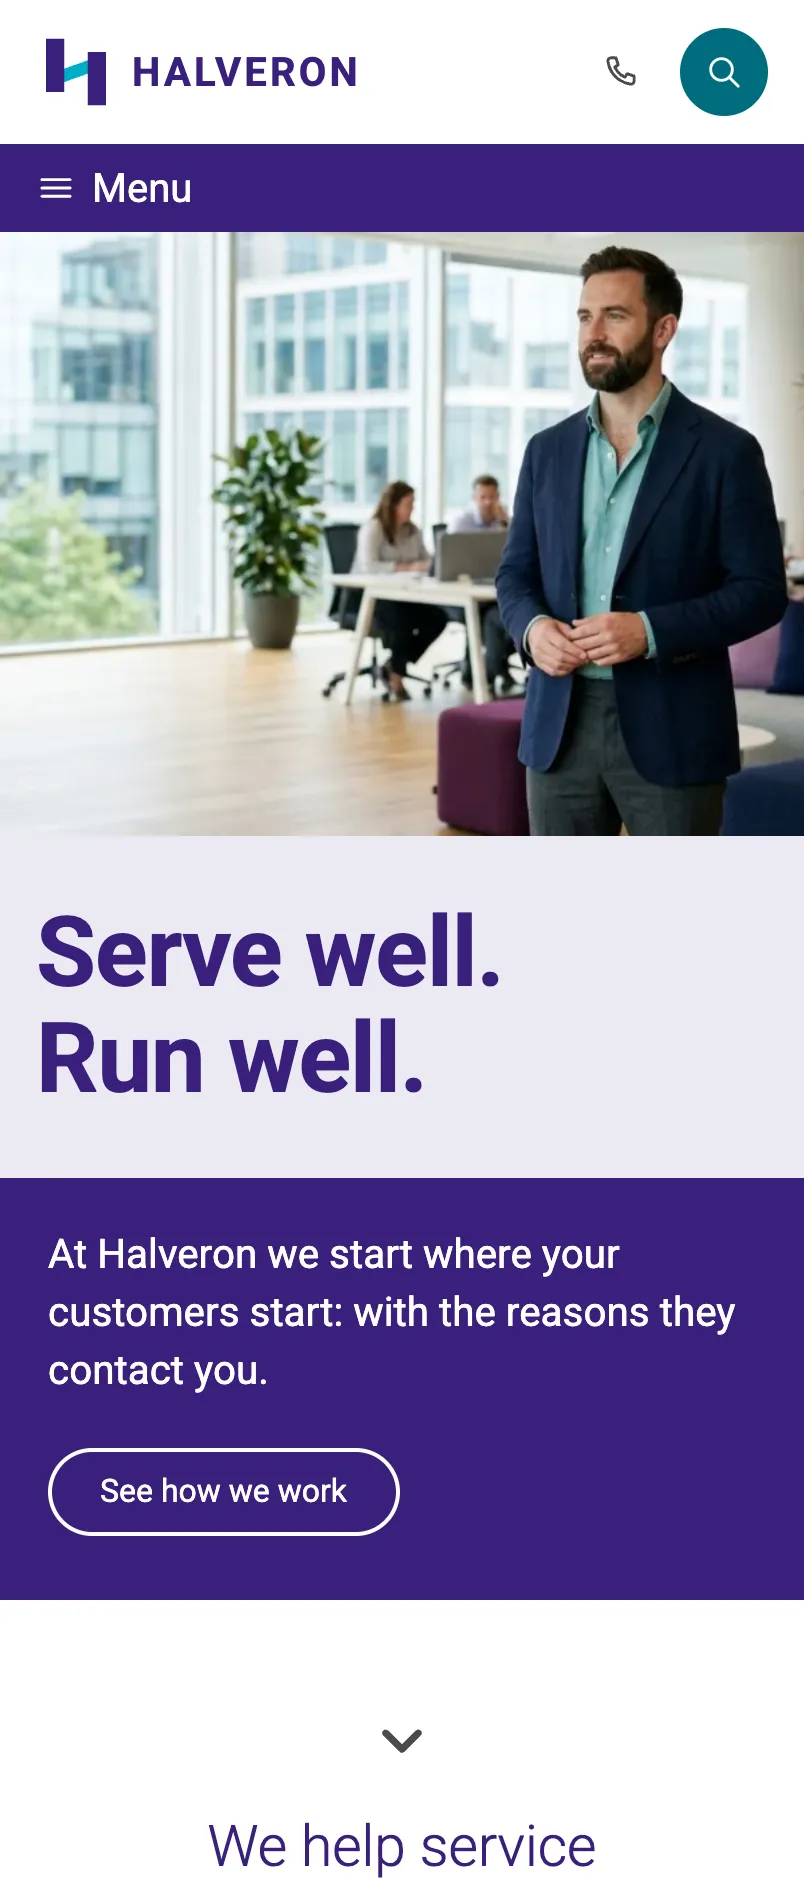 HALVERON
Menu
Serve well.
Run well.
At Halveron we start where your
customers start: with the reasons they
contact you.
See how we work
We help service